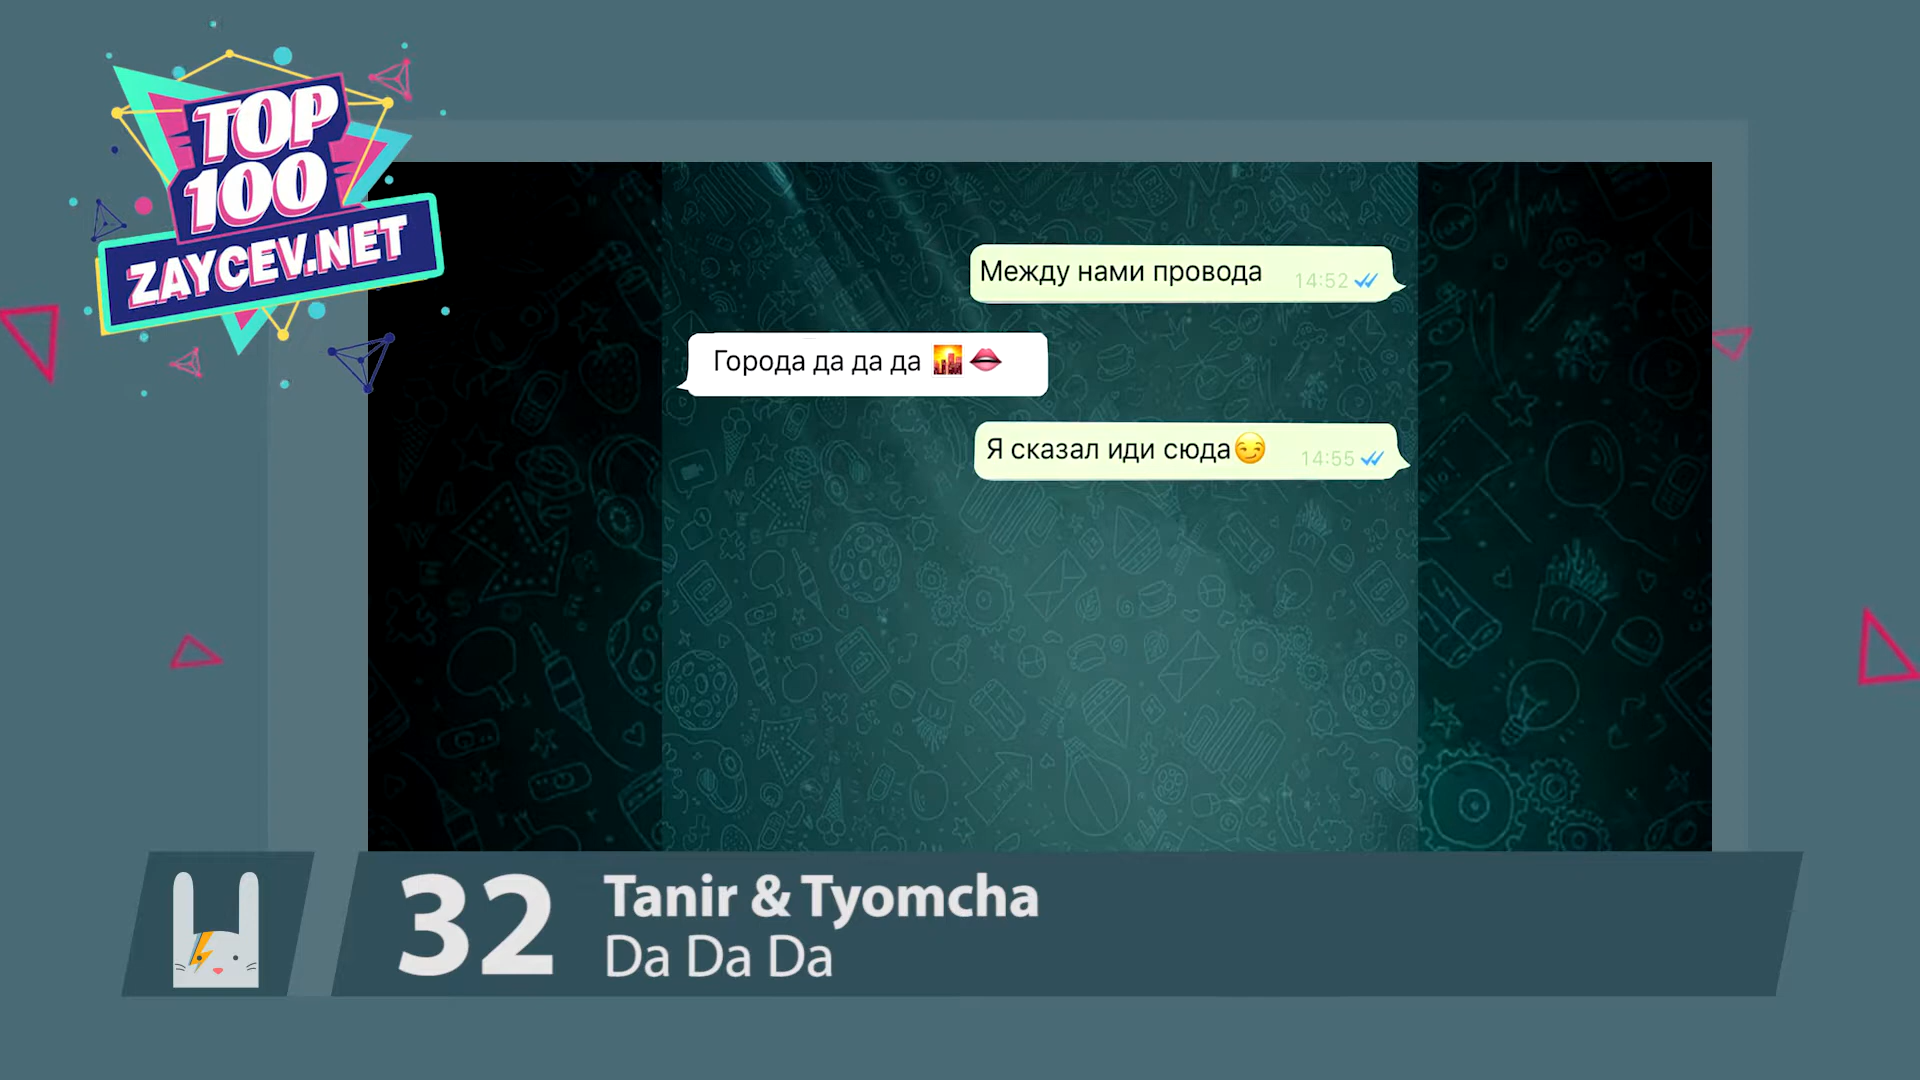 TOP
100
ZAYCEV.NET
Между нами провода 14:52
Города да да да 🌇👄
Я сказал иди сюда😏 14:55
32
Tanir & Tyomcha
Da Da Da